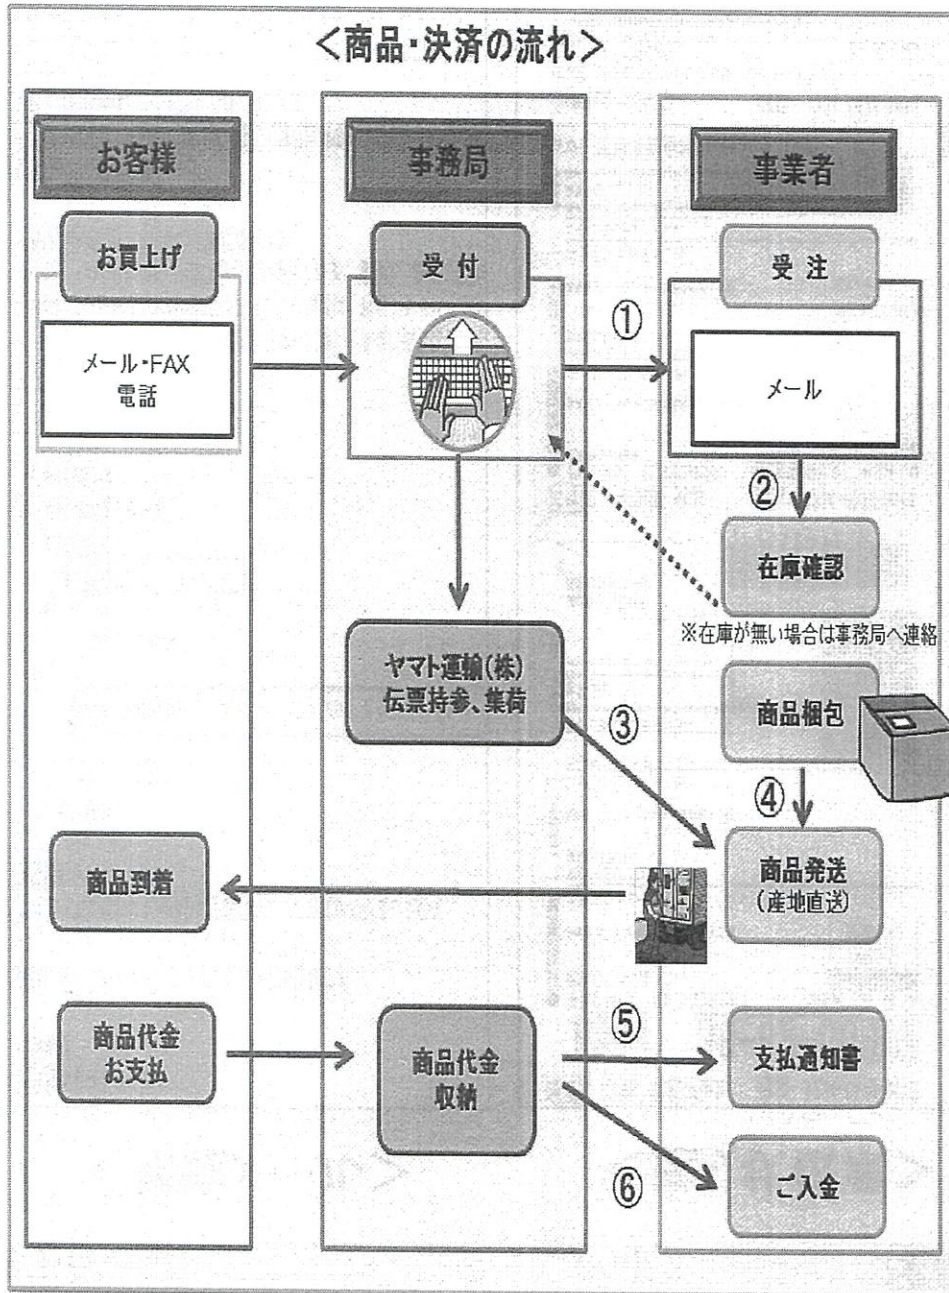 ＜商品・決済の流れ＞
お客様
事務局
事業者
お買上げ
受付
受注
メール・FAX
電話
①
メール
②
在庫確認
※在庫が無い場合は事務局へ連絡
ヤマト運輸(株)
伝票持参、集荷
③
商品梱包
④
商品到着
商品発送
(産地直送)
商品代金
お支払
商品代金
収納
⑤
支払通知書
⑥
ご入金